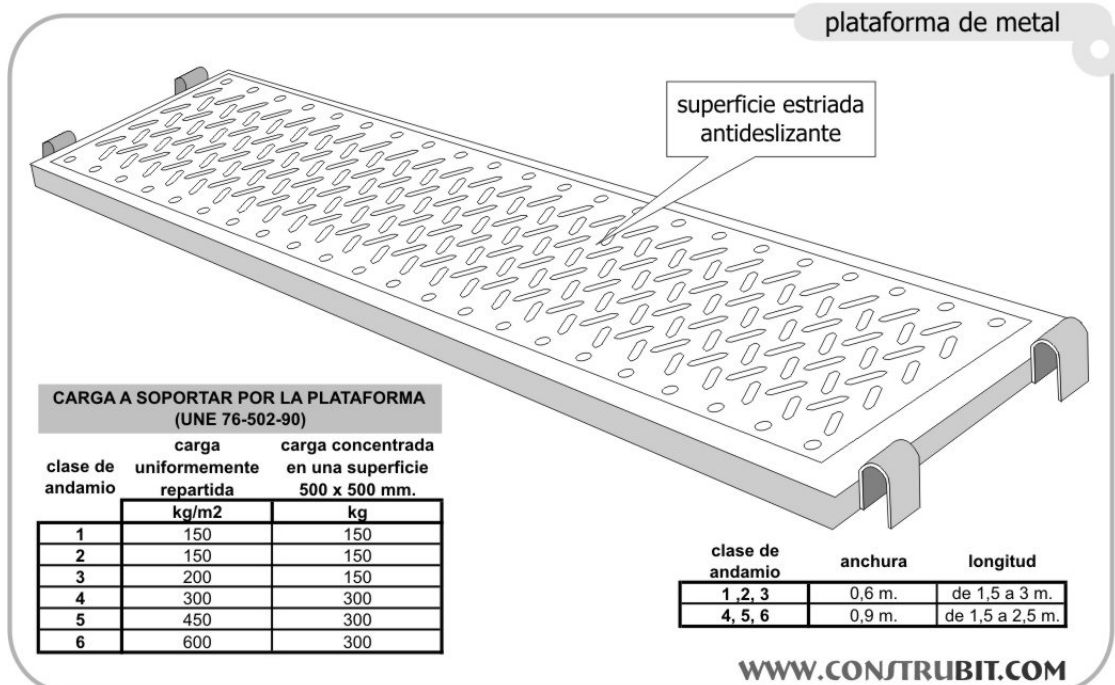 plataforma de metal
superficie estriada
antideslizante
CARGA A SOPORTAR POR LA PLATAFORMA
(UNE 76-502-90)
clase de andamio carga uniformemente repartida carga concentrada en una superficie 500 x 500 mm.
kg/m2 kg
1 150 150
2 150 150
3 200 150
4 300 300
5 450 300
6 600 300
clase de andamio anchura longitud
1 ,2, 3 0,6 m. de 1,5 a 3 m.
4, 5, 6 0,9 m. de 1,5 a 2,5 m.
WWW.CONSTRUBIT.COM